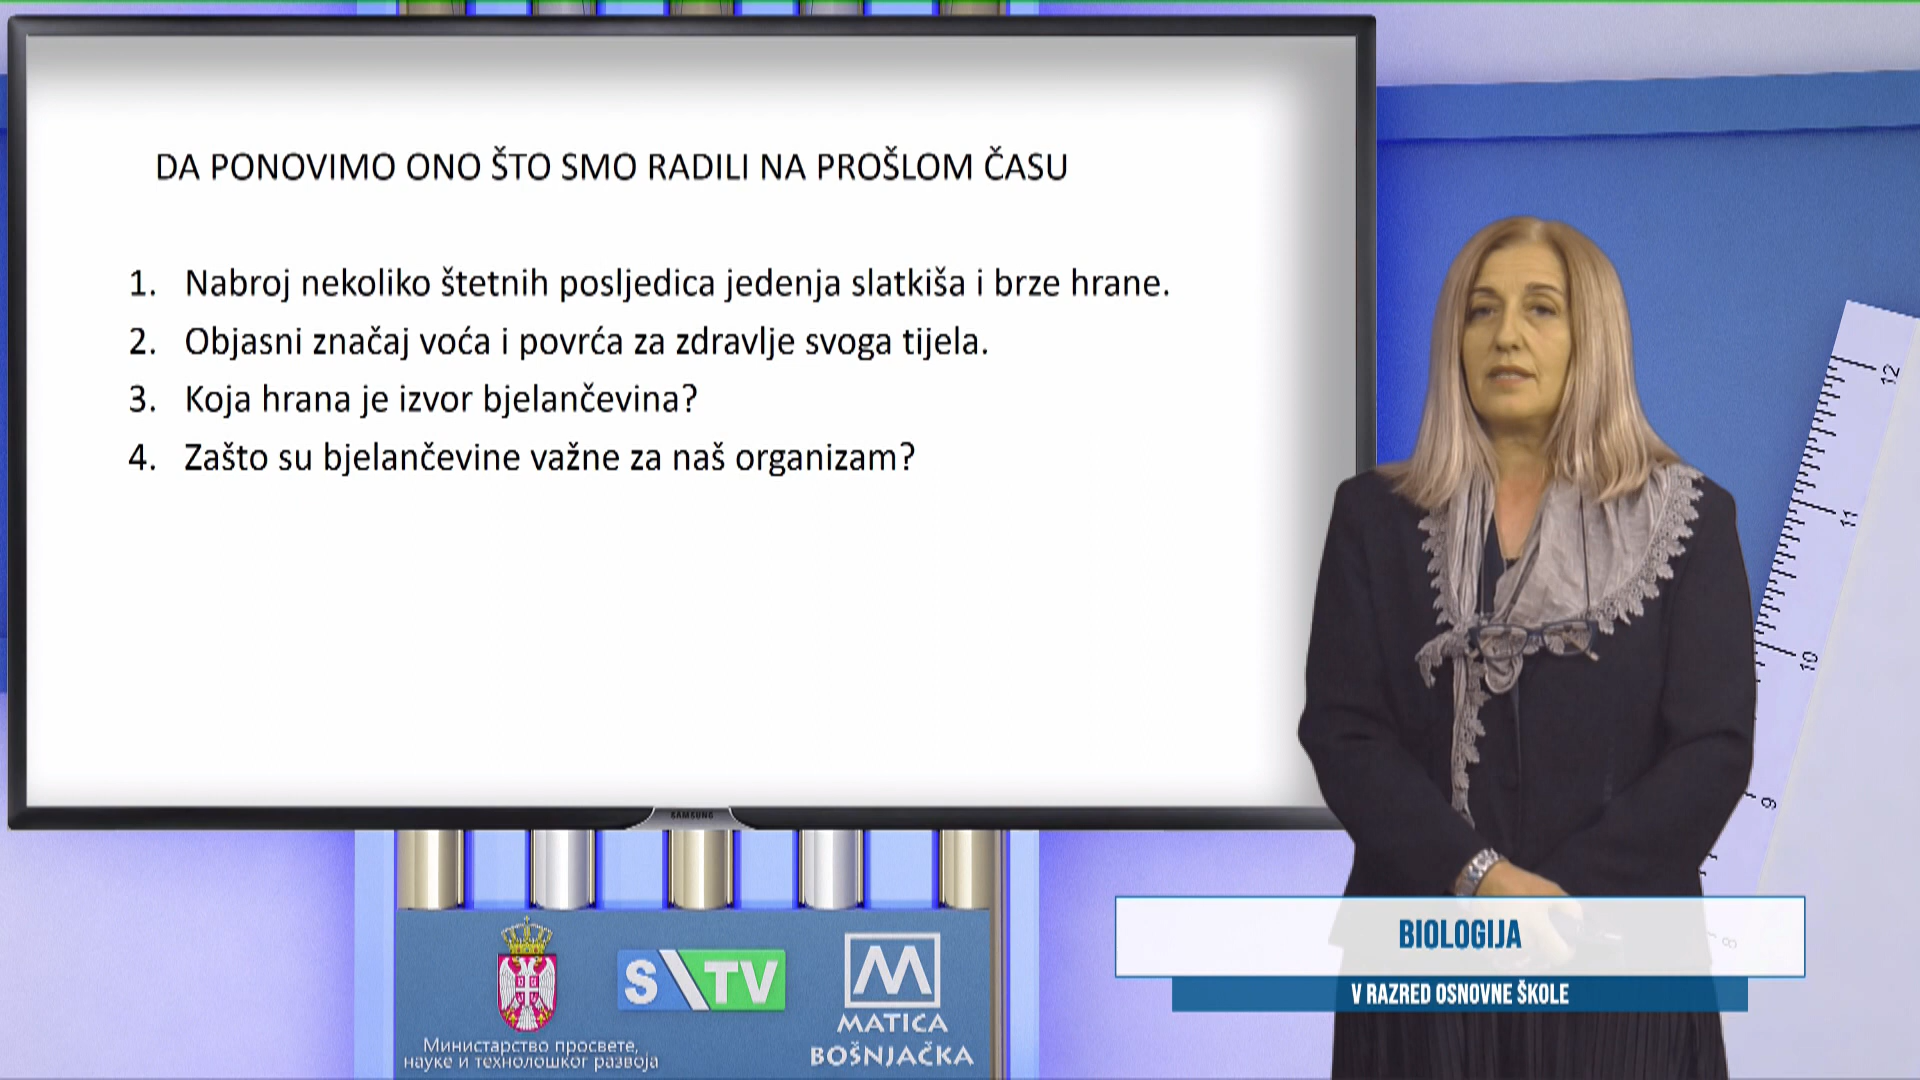 DA PONOVIMO ONO ŠTO SMO RADILI NA PROŠLOM ČASU
1. Nabroj nekoliko štetnih posljedica jedenja slatkiša i brze hrane.
2. Objasni značaj voća i povrća za zdravlje svoga tijela.
3. Koja hrana je izvor bjelančevina?
4. Zašto su bjelančevine važne za naš organizam?
SAMSUNG
12
11
10
9
8
BIOLOGIJA
V RAZRED OSNOVNE ŠKOLE
S TV
M
MATICA
BOŠNJAČKA
Министарство просвете,
науке и технолошког развоја